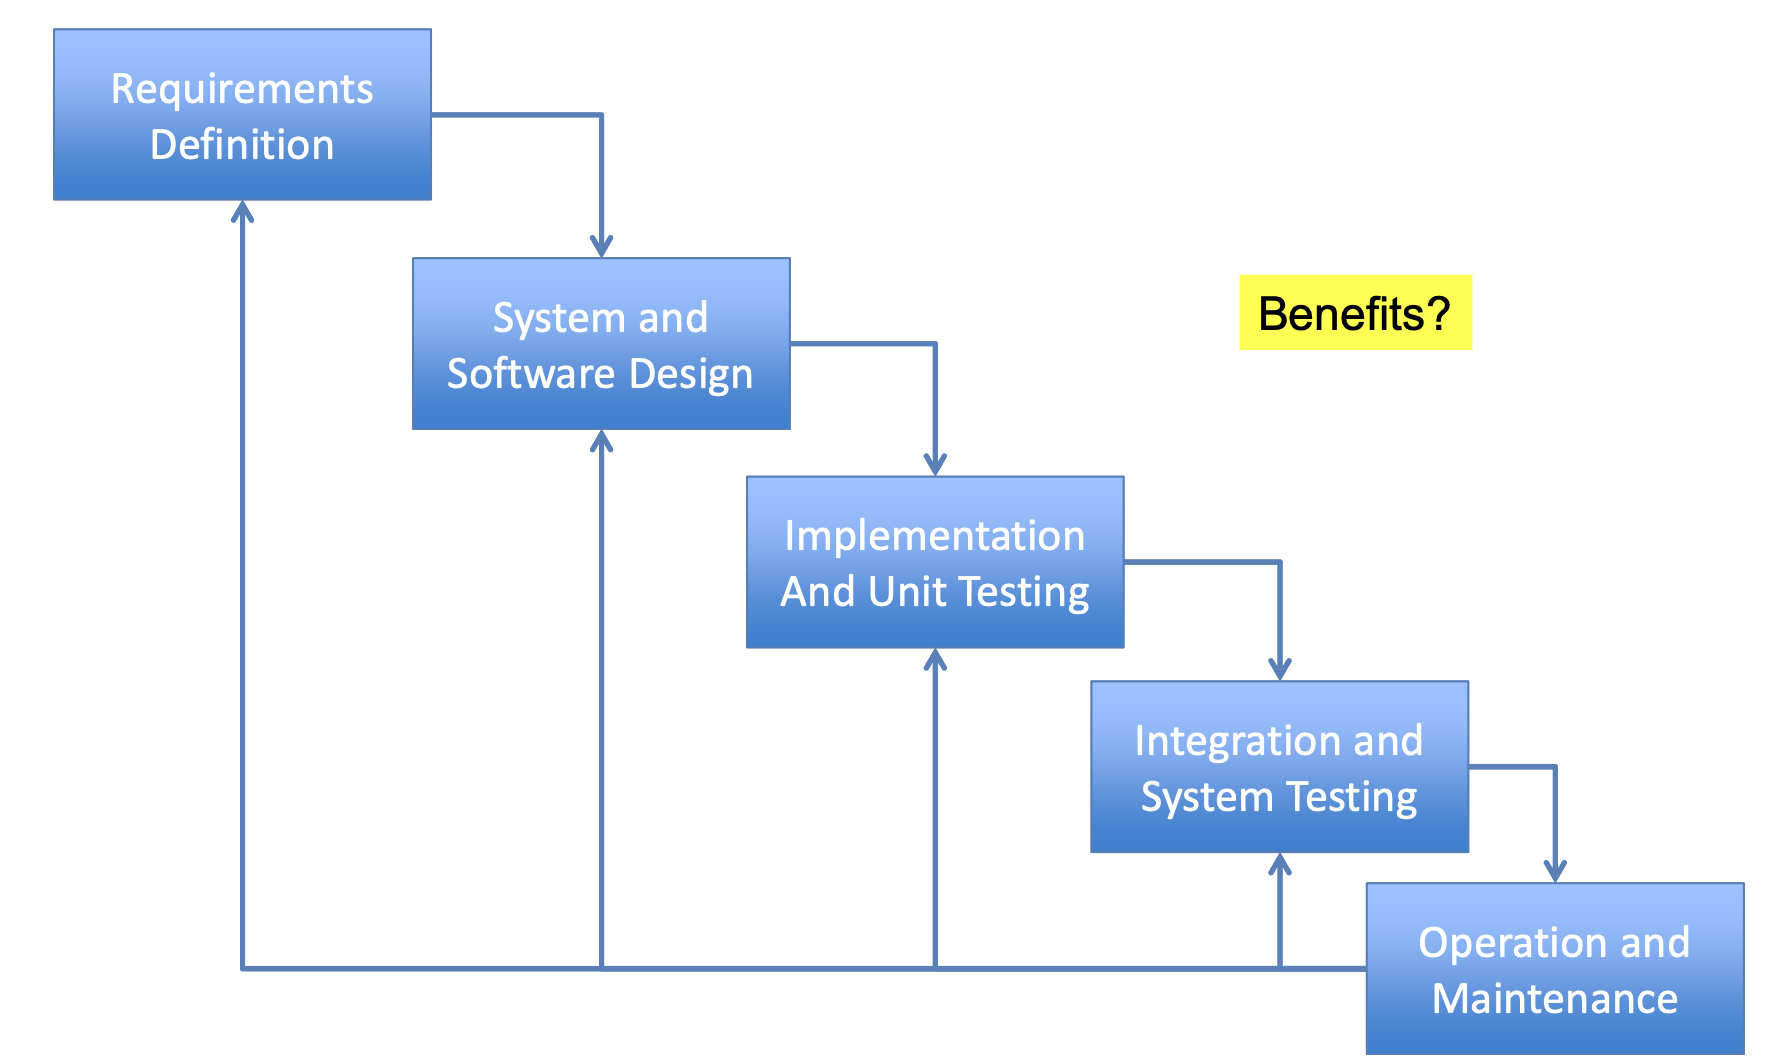 Requirements
Definition
System and
Software Design
Benefits?
Implementation
And Unit Testing
Integration and
System Testing
Operation and
Maintenance